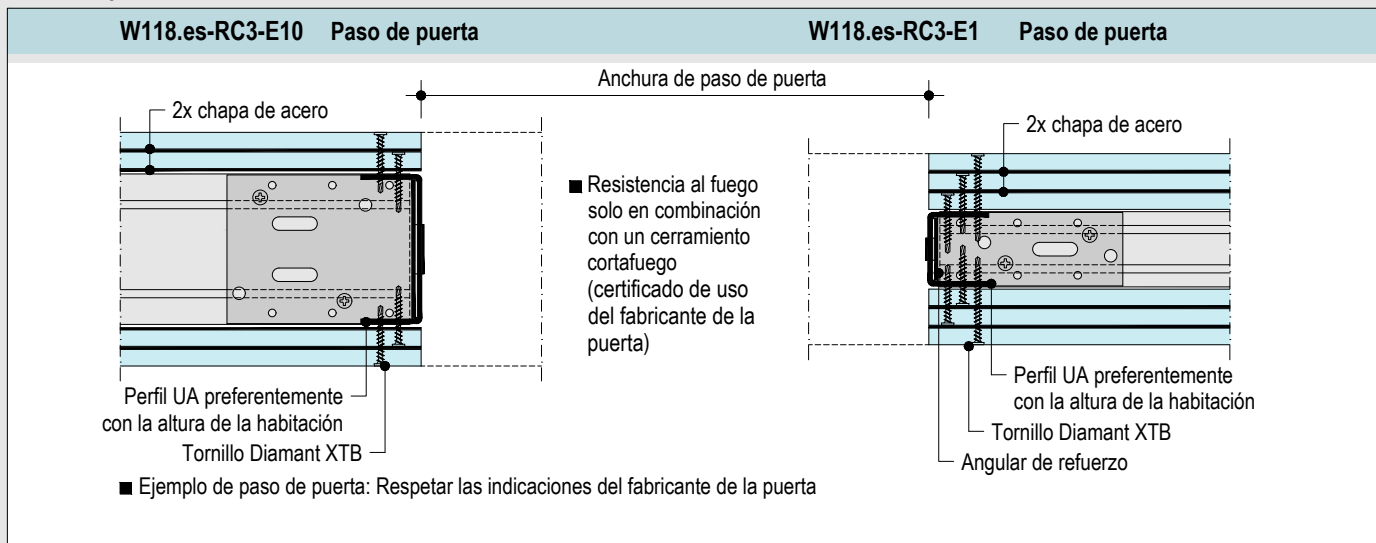 W118.es-RC3-E10 Paso de puerta
W118.es-RC3-E1 Paso de puerta
Anchura de paso de puerta
2x chapa de acero
2x chapa de acero
■ Resistencia al fuego
solo en combinación
con un cerramiento
cortafuego
(certificado de uso
del fabricante de la
puerta)
Perfil UA preferentemente
con la altura de la habitación
Tornillo Diamant XTB
Perfil UA preferentemente
con la altura de la habitación
Tornillo Diamant XTB
Angular de refuerzo
■ Ejemplo de paso de puerta: Respetar las indicaciones del fabricante de la puerta